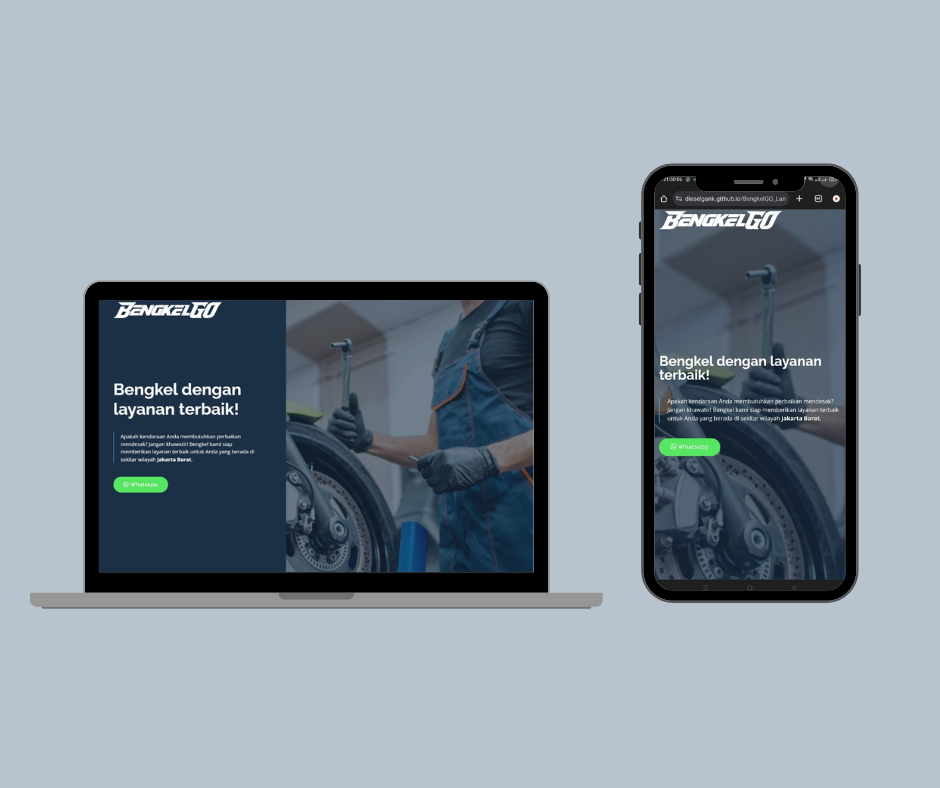 BENGKELGO
Bengkel dengan
layanan terbaik!
Apakah kendaraan Anda membutuhkan perbaikan
mendesak? Jangan khawatir! Bengkel kami siap
memberikan layanan terbaik untuk Anda yang berada di
sekitar wilayah Jakarta Barat.
Whatsapp
21:50:06
dieselgank.github.io/BengkelGO_Lan
BENGKELGO
Bengkel dengan layanan
terbaik!
Apakah kendaraan Anda membutuhkan perbaikan mendesak?
Jangan khawatir! Bengkel kami siap memberikan layanan terbaik
untuk Anda yang berada di sekitar wilayah Jakarta Barat.
Whatsapp